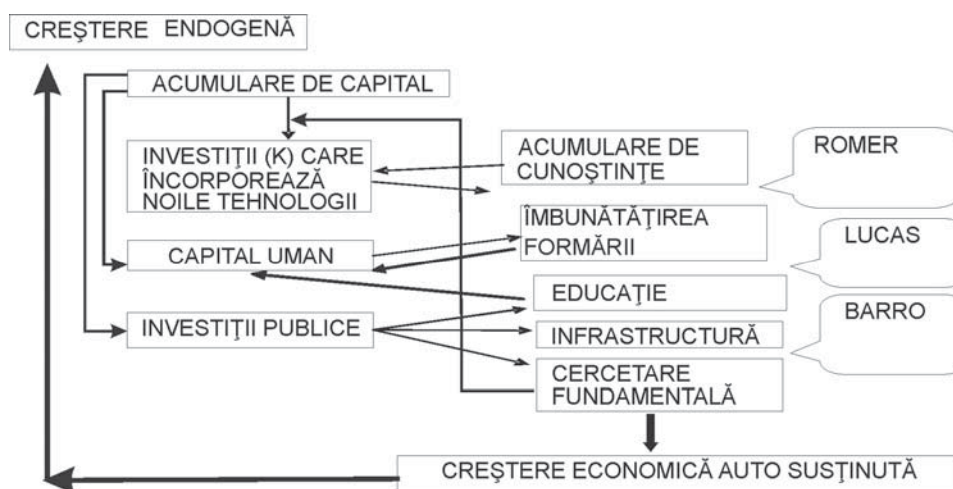 CREŞTERE ENDOGENĂ
ACUMULARE DE CAPITAL
INVESTIŢII (K) CARE
ÎNCORPOREAZĂ
NOILE TEHNOLOGII
ACUMULARE DE
CUNOŞTINŢE
ROMER
ÎMBUNĂTĂŢIREA
FORMĂRII
LUCAS
CAPITAL UMAN
EDUCAŢIE
BARRO
INVESTIŢII PUBLICE
INFRASTRUCTURĂ
CERCETARE
FUNDAMENTALĂ
CREŞTERE ECONOMICĂ AUTO SUSŢINUTĂ